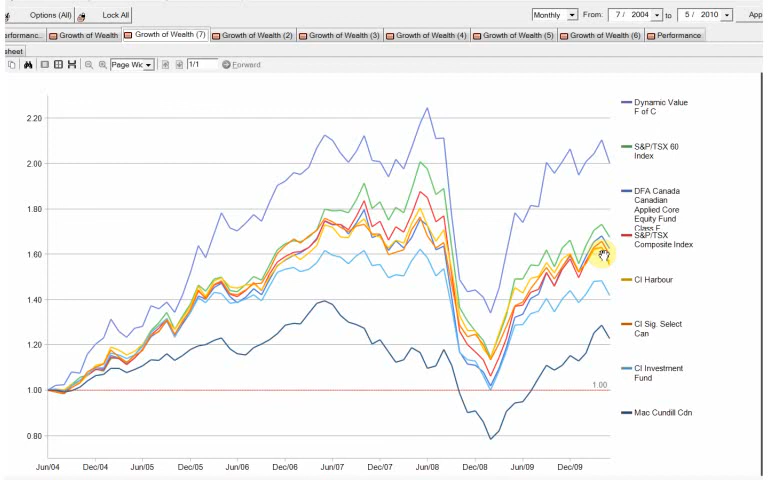 Options (All)
Lock All
Monthly
From:
7 / 2004
to
5 / 2010
App
erformanc...
Growth of Wealth
Growth of Wealth (7)
Growth of Wealth (2)
Growth of Wealth (3)
Growth of Wealth (4)
Growth of Wealth (5)
Growth of Wealth (6)
Performance
sheet
Page Wic
1/1
Forward
2.20
2.00
1.80
1.60
1.40
1.20
1.00
0.80
1.00
Jun/04
Dec/04
Jun/05
Dec/05
Jun/06
Dec/06
Jun/07
Dec/07
Jun/08
Dec/08
Jun/09
Dec/09
Dynamic Value
F of C
S&P/TSX 60
Index
DFA Canada
Canadian
Applied Core
Equity Fund
Class F
S&P/TSX
Composite Index
CI Harbour
CI Sig. Select
Can
CI Investment
Fund
Mac Cundill Cdn